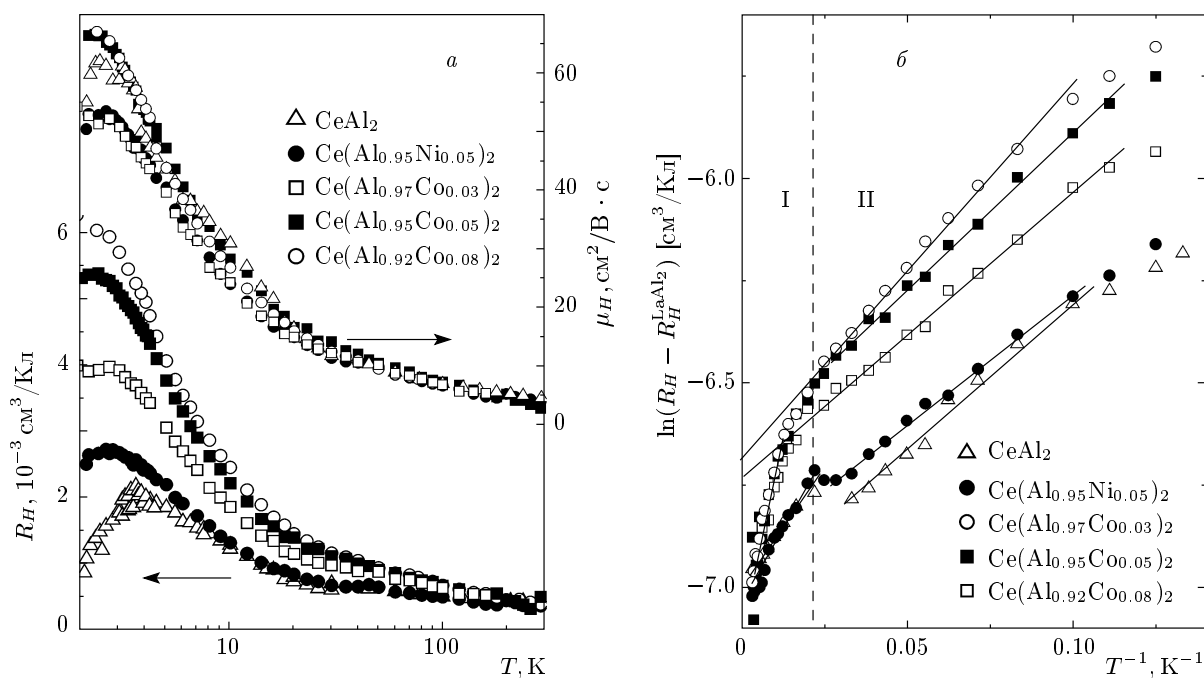 а
CeAl₂
Ce(Al₀.₉₅Ni₀.₀₅)₂
Ce(Al₀.₉₇Co₀.₀₃)₂
Ce(Al₀.₉₅Co₀.₀₅)₂
Ce(Al₀.₉₂Co₀.₀₈)₂
R_H, 10⁻³ см³/Кл
6
4
2
0
60
40
20
0
μ_H, см²/В · с
10
100
T, K
б
I
II
ln(R_H − R_H^LaAl₂) [см³/Кл]
−6.0
−6.5
−7.0
CeAl₂
Ce(Al₀.₉₅Ni₀.₀₅)₂
Ce(Al₀.₉₇Co₀.₀₃)₂
Ce(Al₀.₉₅Co₀.₀₅)₂
Ce(Al₀.₉₂Co₀.₀₈)₂
0
0.05
0.10
T⁻¹, K⁻¹